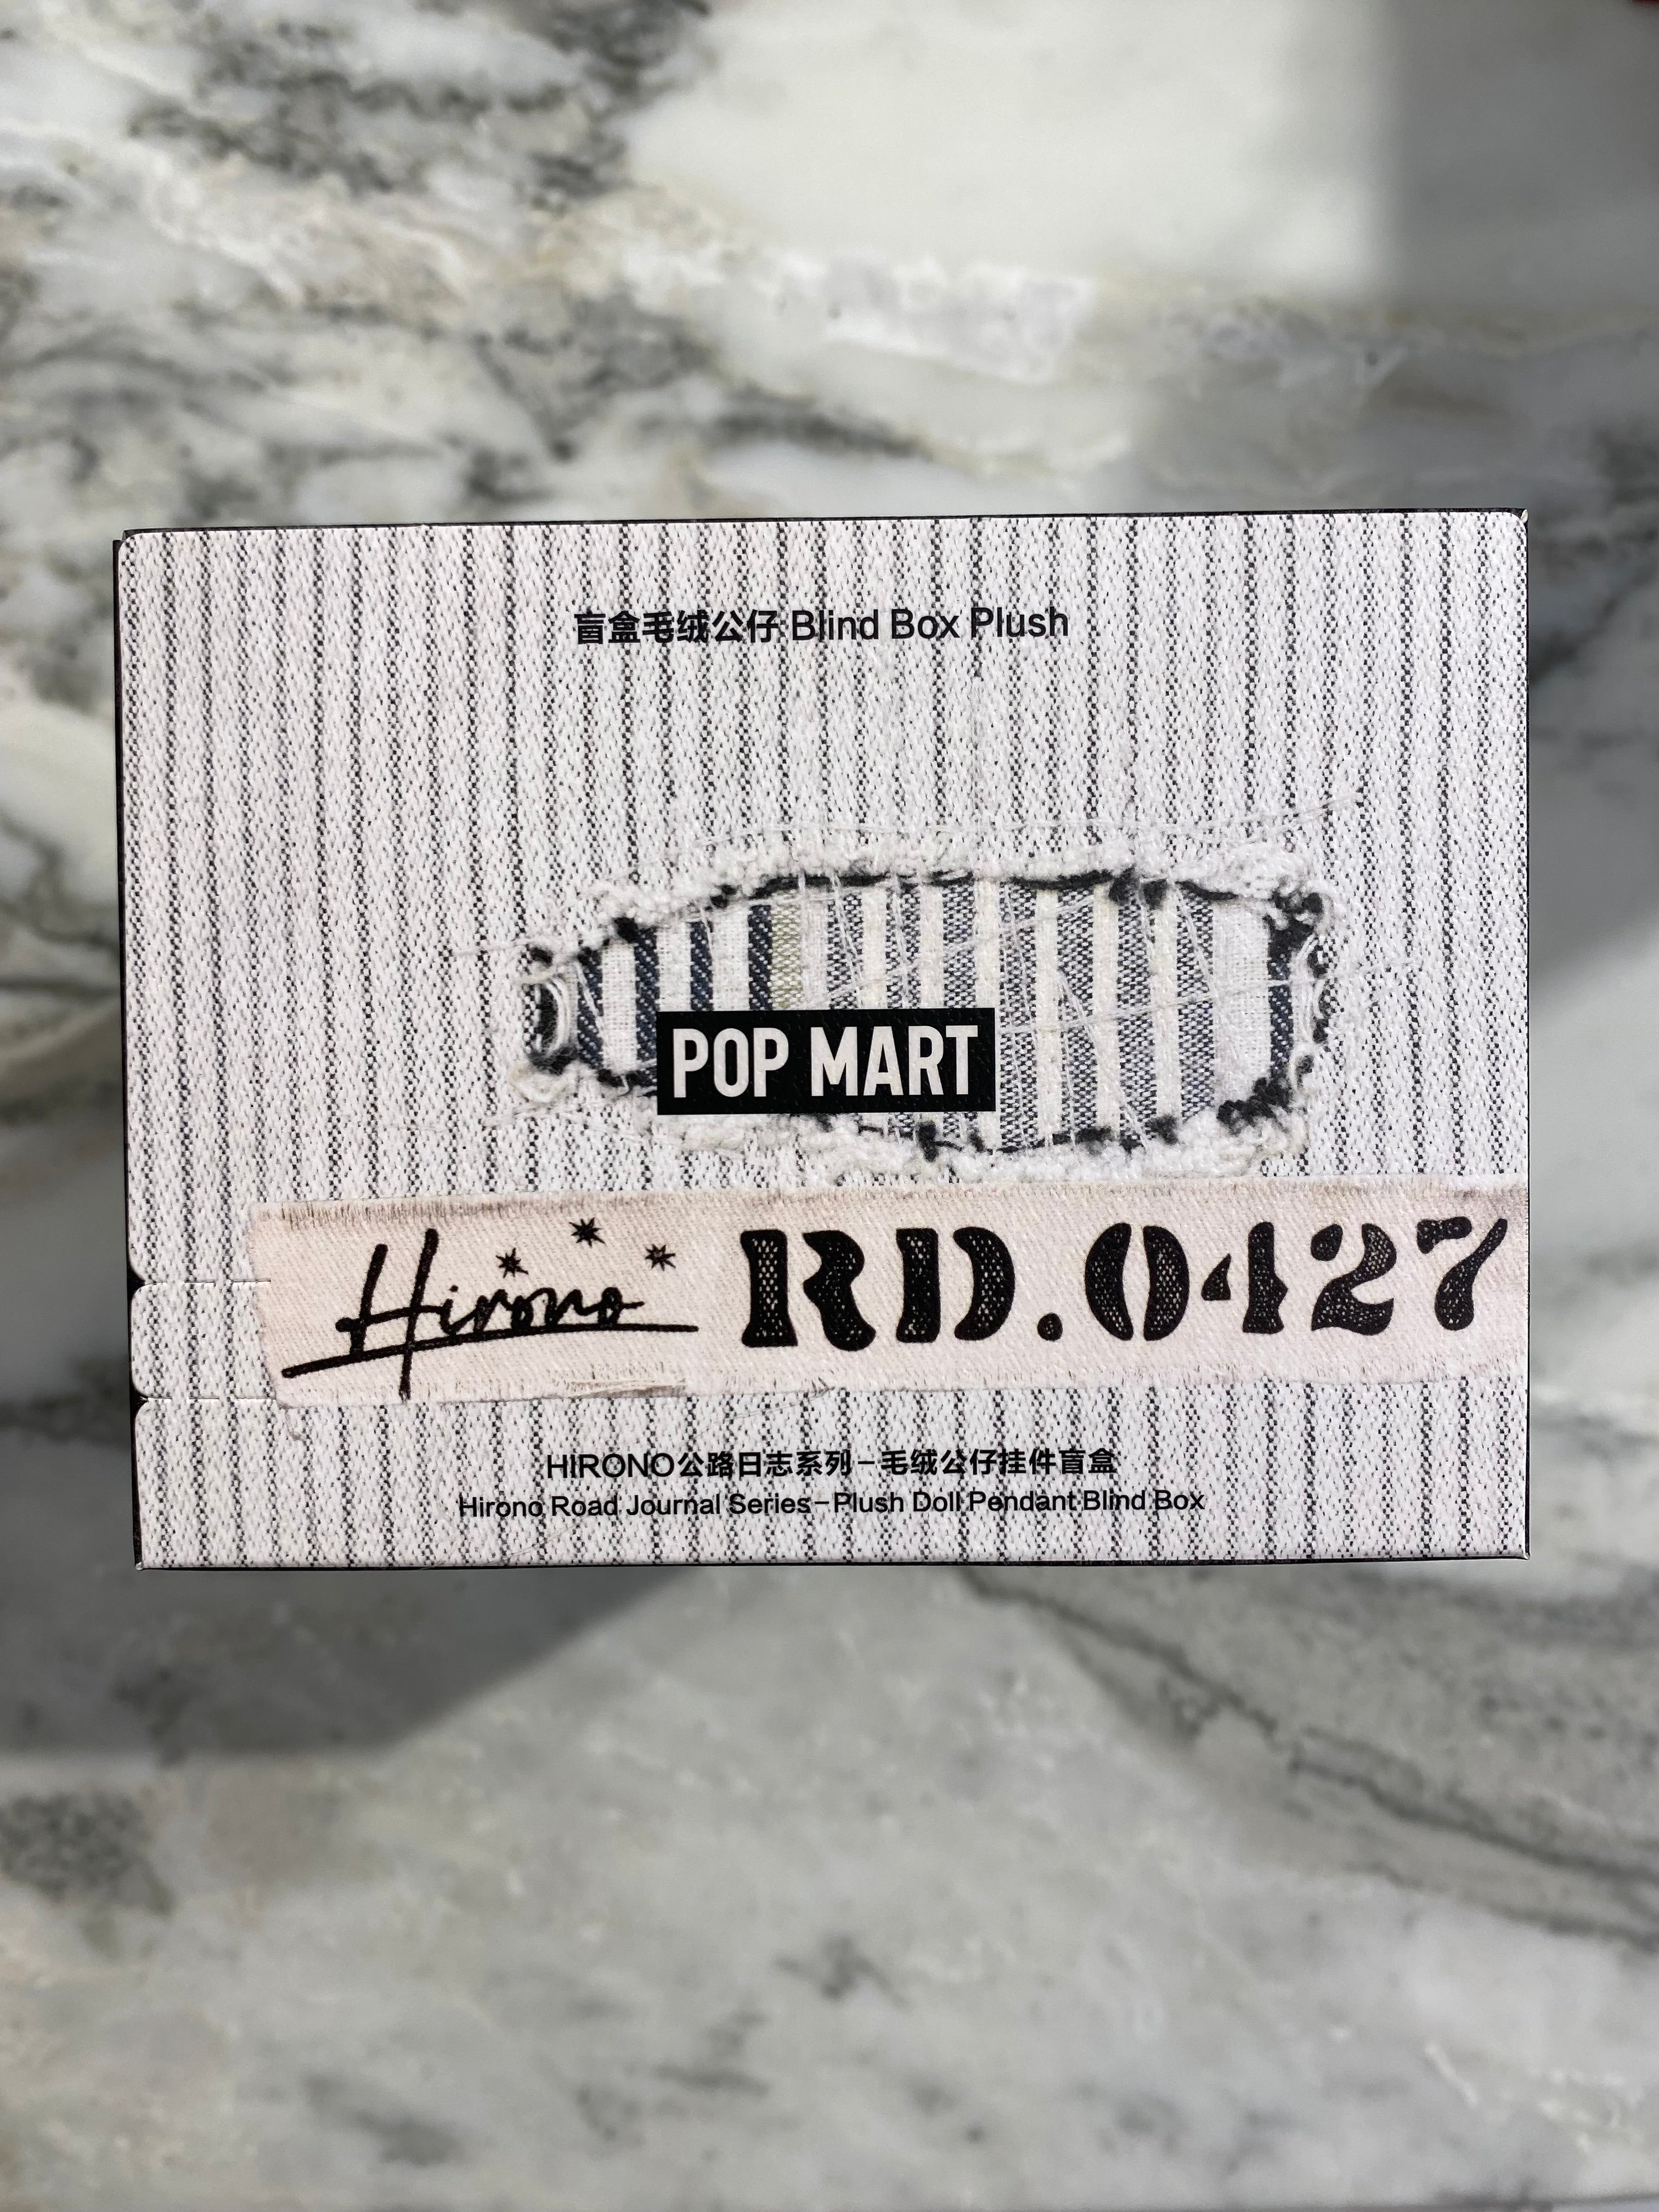 盲盒毛绒公仔 Blind Box Plush
POP MART
Hirono RD.0427
HIRONO公路日志系列-毛绒公仔挂件盲盒
Hirono Road Journal Series-Plush Doll Pendant Blind Box